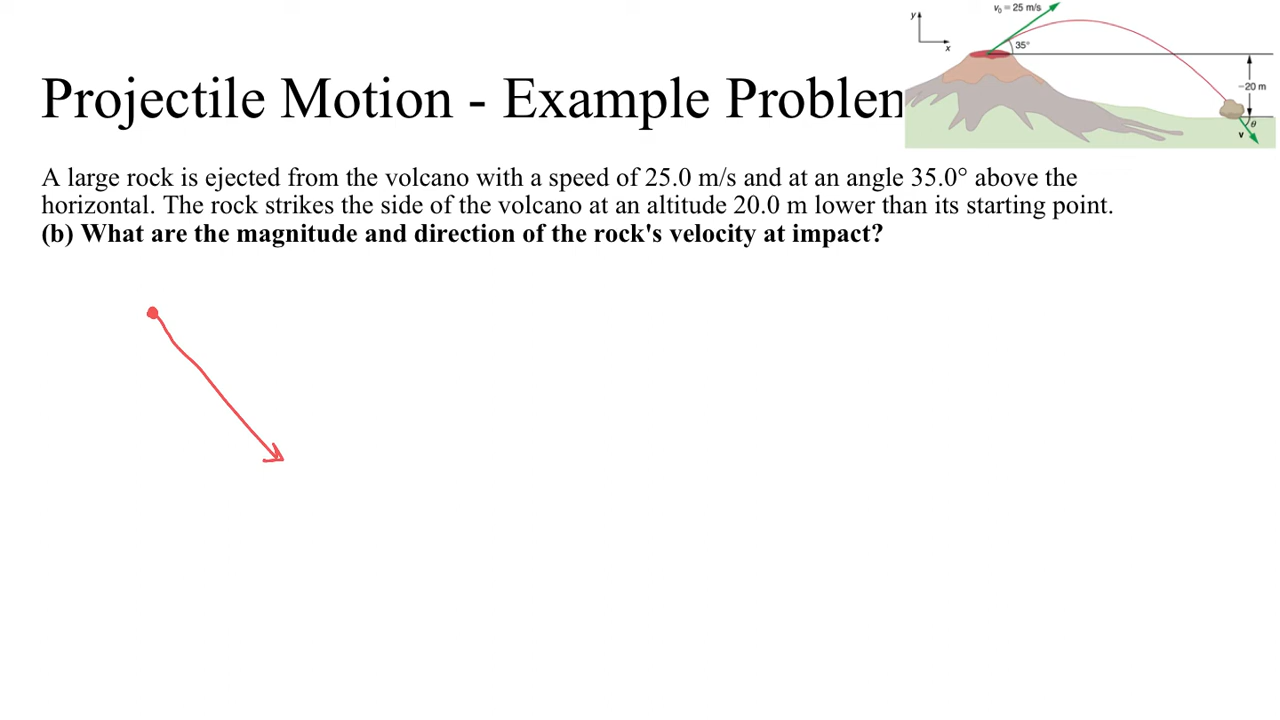 y
x
v₀ = 25 m/s
35°
−20 m
θ
v
Projectile Motion - Example Problem
A large rock is ejected from the volcano with a speed of 25.0 m/s and at an angle 35.0° above the
horizontal. The rock strikes the side of the volcano at an altitude 20.0 m lower than its starting point.
(b) What are the magnitude and direction of the rock's velocity at impact?